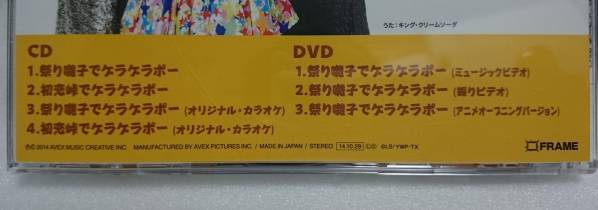 うた：キング・クリームソーダ
CD
1.祭り囃子でゲラゲラポー
2.初恋峠でゲラゲラポー
3.祭り囃子でゲラゲラポー (オリジナル・カラオケ)
4.初恋峠でゲラゲラポー (オリジナル・カラオケ)
DVD
1.祭り囃子でゲラゲラポー (ミュージックビデオ)
2.祭り囃子でゲラゲラポー (踊りビデオ)
3.祭り囃子でゲラゲラポー (アニメオープニングバージョン)
℗© 2014 AVEX MUSIC CREATIVE INC. MANUFACTURED BY AVEX PICTURES INC. / MADE IN JAPAN / STEREO 14.10.29 ©L5/YWP・TX
FRAME